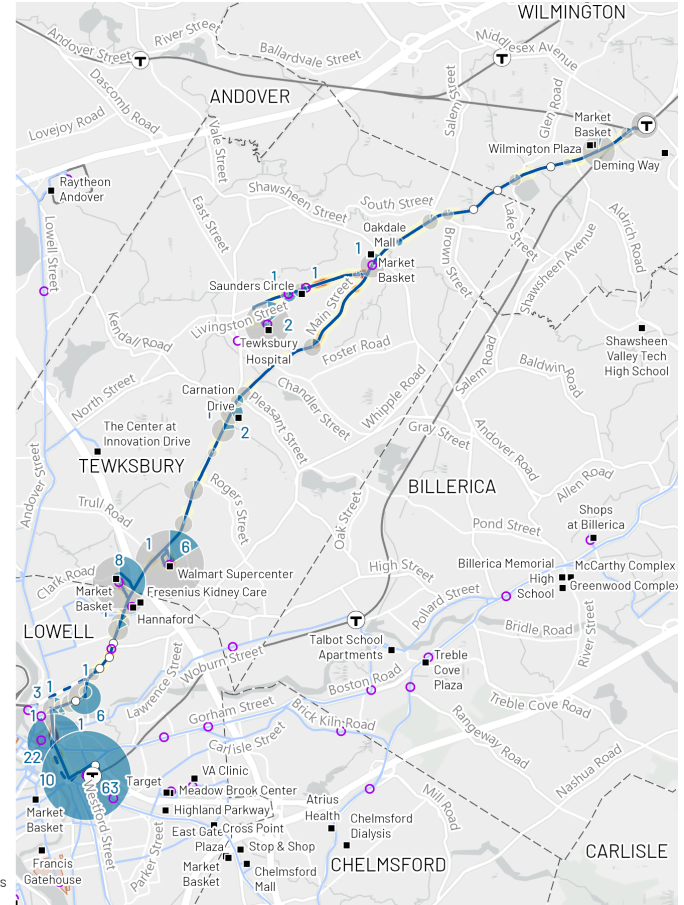 WILMINGTON
River Street
Andover Street
Middlesex Avenue
Ballardvale Street
T
T
Dascomb Road
Salem Street
ANDOVER
Glen Road
Lovejoy Road
Vale Street
Market
Basket
T
Wilmington Plaza
Deming Way
Raytheon
Andover
Shawsheen Street
South Street
East Street
Lake Street
Aldrich Road
Lowell Street
Oakdale
Mall
1
Brown Street
Shawsheen Avenue
Market
Basket
1
1
Saunders Circle
Livingston Street
Main Street
2
Kendall Road
Tewksbury
Hospital
Foster Road
Shawsheen
Valley Tech
High School
Salem Road
Baldwin Road
North Street
Carnation
Drive
Chandler Street
Whipple Road
1
Pleasant Street
2
The Center at
Innovation Drive
Gray Street
Andover Road
TEWKSBURY
Andover Street
Rogers Street
Allen Road
BILLERICA
Trull Road
Oak Street
Shops
at Billerica
Pond Street
1
6
8
High Street
Billerica Memorial
High
School
McCarthy Complex
Greenwood Complex
Clark Road
Walmart Supercenter
Market
Basket
Fresenius Kidney Care
Hannaford
1
Pollard Street
River Street
LOWELL
T
Bridle Road
Talbot School
Apartments
Treble
Cove
Plaza
Woburn Street
Lawrence Street
1
3
1
Boston Road
Treble Cove Road
1
1
6
Gorham Street
Brick Kiln Road
Rangeway Road
22
Carlisle Street
10
T
63
Nashua Road
Target
VA Clinic
Meadow Brook Center
Westford Street
Highland Parkway
Mill Road
Market
Basket
Atrius
Health
Chelmsford
Dialysis
East Gate
Plaza
Cross Point
Parker Street
Stop & Shop
Francis
Gatehouse
Market
Basket
Chelmsford
Mall
CHELMSFORD
CARLISLE
s